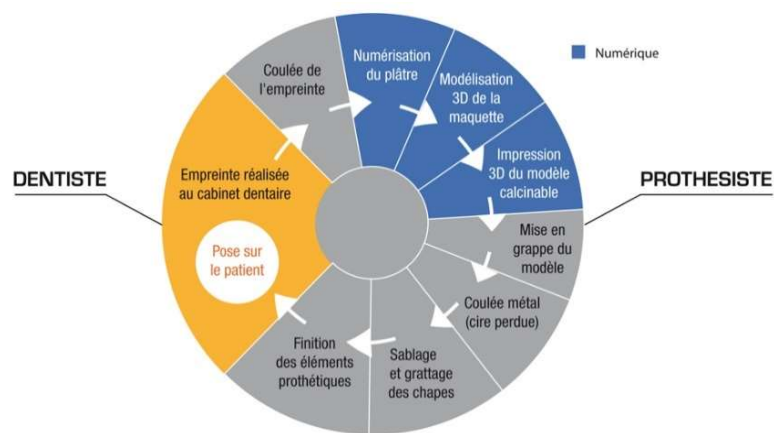 Numérique
DENTISTE
PROTHESISTE
Empreinte réalisée
au cabinet dentaire
Coulée de
l'empreinte
Numérisation
du plâtre
Modélisation
3D de la
maquette
Impression
3D du modèle
calcinable
Mise en
grappe du
modèle
Coulée métal
(cire perdue)
Sablage
et grattage
des chapes
Finition
des éléments
prothétiques
Pose sur
le patient